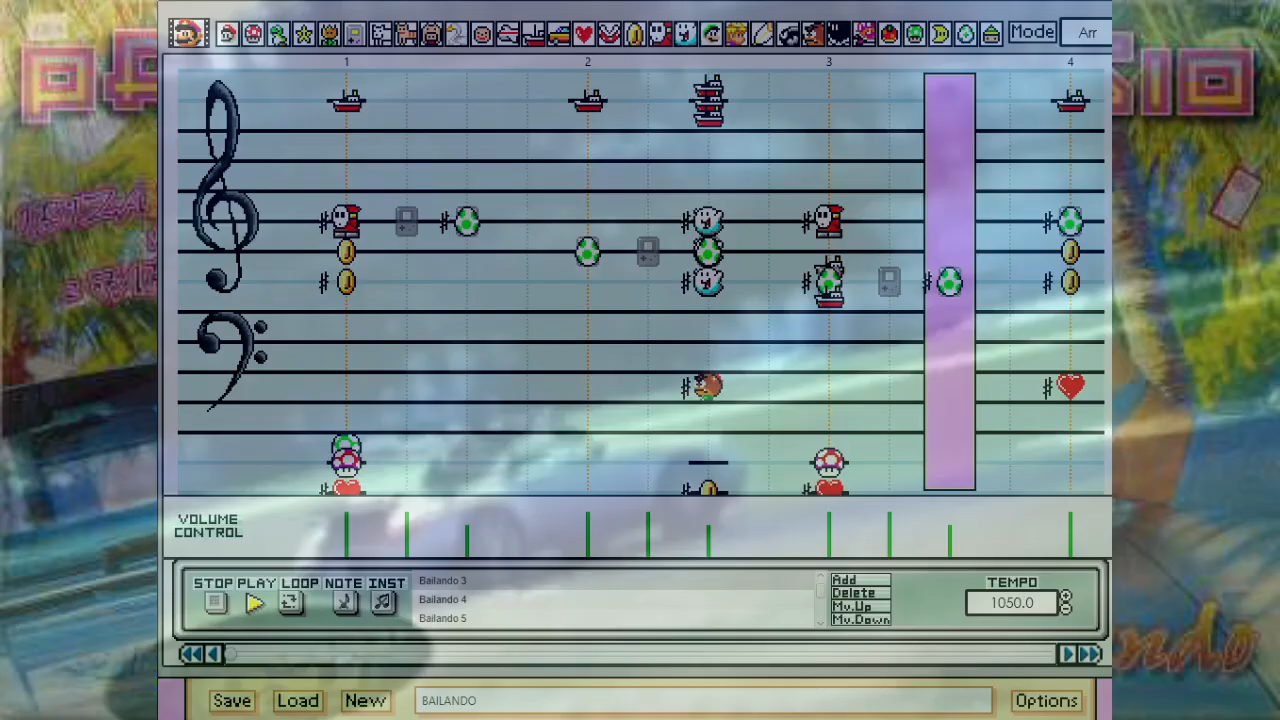 Mode
Arr
1 2 3 4
VOLUME
CONTROL
STOP PLAY LOOP NOTE INST
Bailando 3
Bailando 4
Bailando 5
Add
Delete
Mv.Up
Mv.Down
TEMPO
1050.0
Save
Load
New
BAILANDO
Options